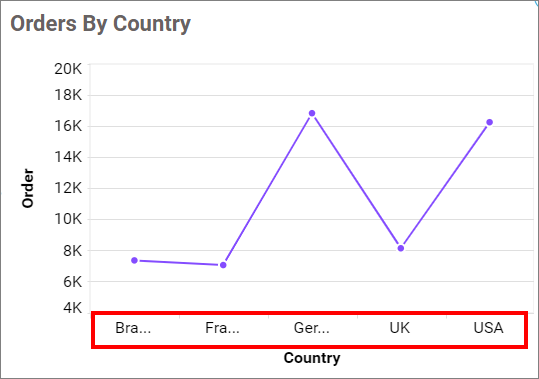 Orders By Country
20K
18K
16K
14K
12K
10K
8K
6K
4K
Order
Bra... Fra... Ger... UK USA
Country